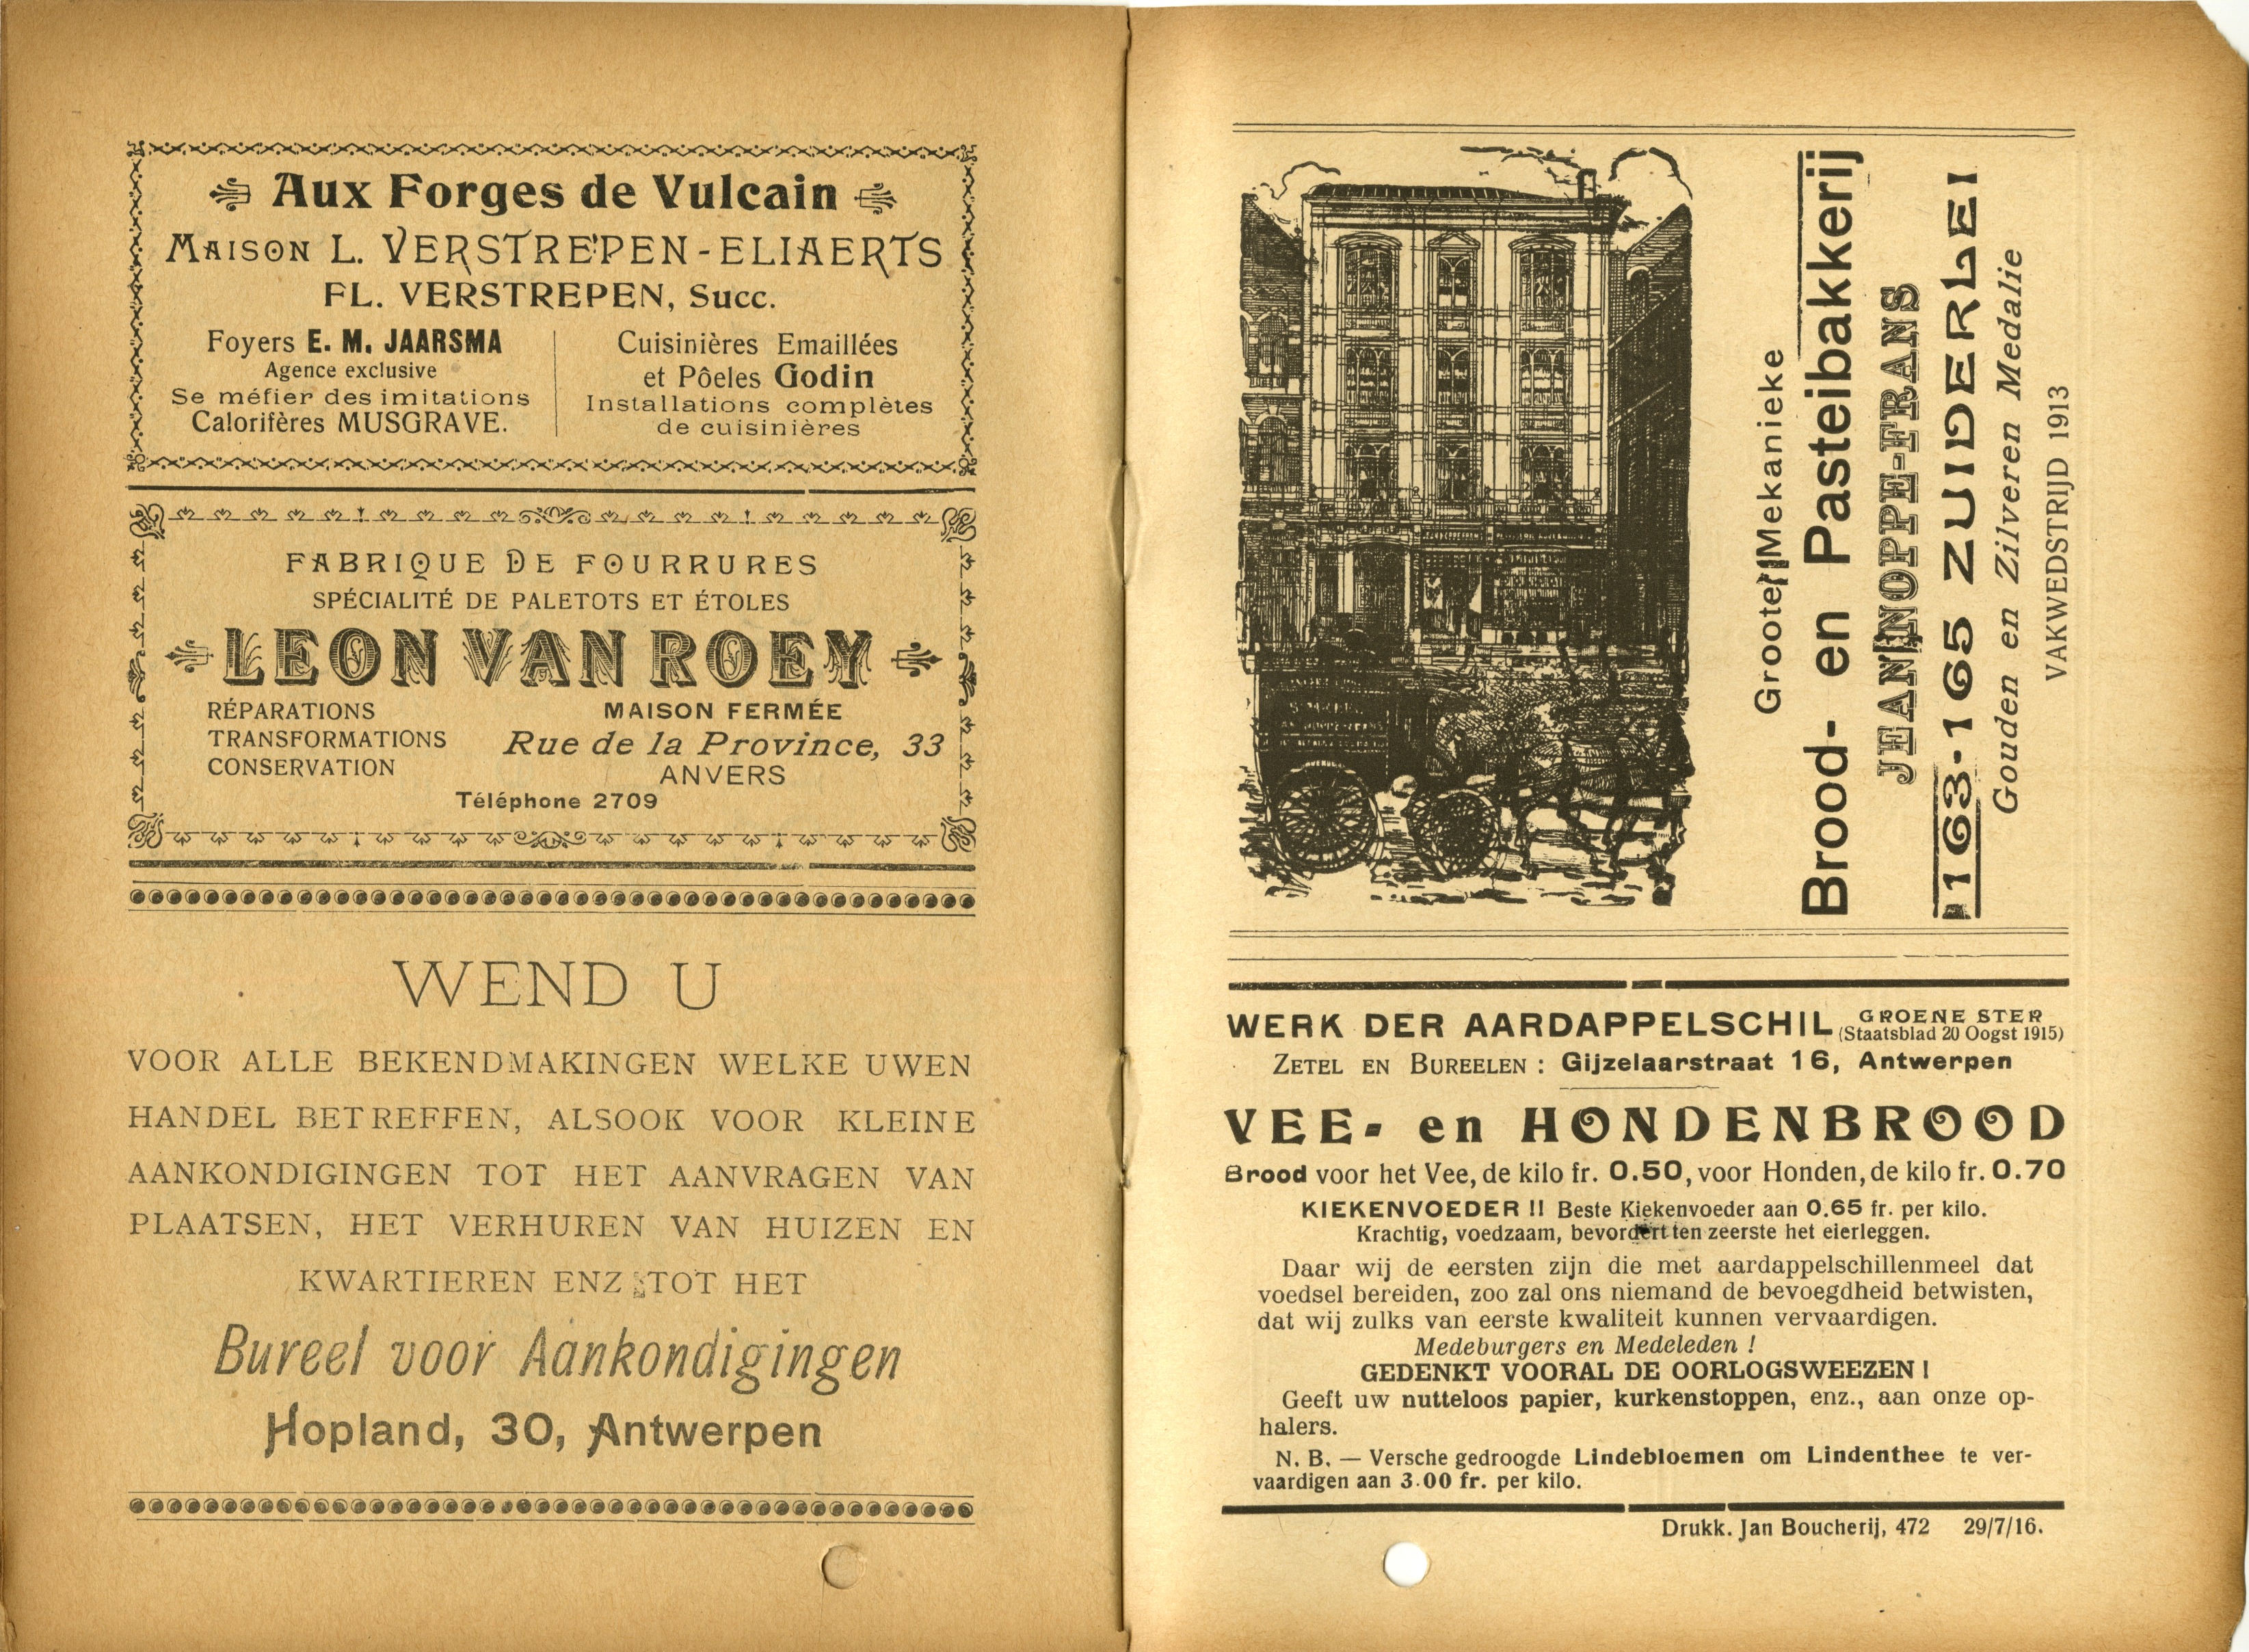 Aux Forges de Vulcain
MAISON L. VERSTREPEN-ELIAERTS
FL. VERSTREPEN, Succ.
Foyers E. M. JAARSMA
Agence exclusive
Se méfier des imitations
Calorifères MUSGRAVE.
Cuisinières Emaillées
et Pôeles Godin
Installations complètes
de cuisinières
FABRIQUE DE FOURRURES
SPÉCIALITÉ DE PALETOTS ET ÉTOLES
LEON VAN ROEY
RÉPARATIONS
TRANSFORMATIONS
CONSERVATION
MAISON FERMÉE
Rue de la Province, 33
ANVERS
Téléphone 2709
WEND U
VOOR ALLE BEKENDMAKINGEN WELKE UWEN
HANDEL BETREFFEN, ALSOOK VOOR KLEINE
AANKONDIGINGEN TOT HET AANVRAGEN VAN
PLAATSEN, HET VERHUREN VAN HUIZEN EN
KWARTIEREN ENZ TOT HET
Bureel voor Aankondigingen
Hopland, 30, Antwerpen
Groote Mekanieke
Brood- en Pasteibakkerij
JEAN NOPPE-FRANS
163-165 ZUIDERLEI
Gouden en Zilveren Medalie
VAKWEDSTRIJD 1913
WERK DER AARDAPPELSCHIL GROENE STER
(Staatsblad 20 Oogst 1915)
ZETEL EN BUREELEN : Gijzelaarstraat 16, Antwerpen
VEE- en HONDENBROOD
Brood voor het Vee, de kilo fr. 0.50, voor Honden, de kilo fr. 0.70
KIEKENVOEDER !! Beste Kiekenvoeder aan 0.65 fr. per kilo.
Krachtig, voedzaam, bevordert ten zeerste het eierleggen.
Daar wij de eersten zijn die met aardappelschillenmeel dat
voedsel bereiden, zoo zal ons niemand de bevoegdheid betwisten,
dat wij zulks van eerste kwaliteit kunnen vervaardigen.
Medeburgers en Medeleden !
GEDENKT VOORAL DE OORLOGSWEEZEN !
Geeft uw nutteloos papier, kurkenstoppen, enz., aan onze op-
halers.
N. B. — Versche gedroogde Lindebloemen om Lindenthee te ver-
vaardigen aan 3.00 fr. per kilo.
Drukk. Jan Boucherij, 472 29/7/16.